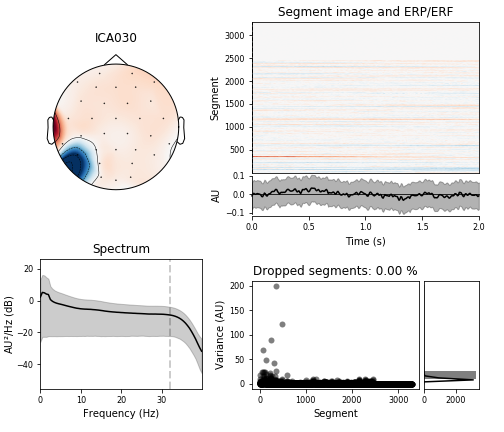 ICA030
Segment image and ERP/ERF
3000
2500
2000
1500
1000
500
Segment
0.1
0.0
−0.1
AU
0.0 0.5 1.0 1.5 2.0
Time (s)
Spectrum
20
0
−20
−40
AU²/Hz (dB)
0 10 20 30
Frequency (Hz)
Dropped segments: 0.00 %
200
150
100
50
0
Variance (AU)
0 1000 2000 3000
Segment
0 2000